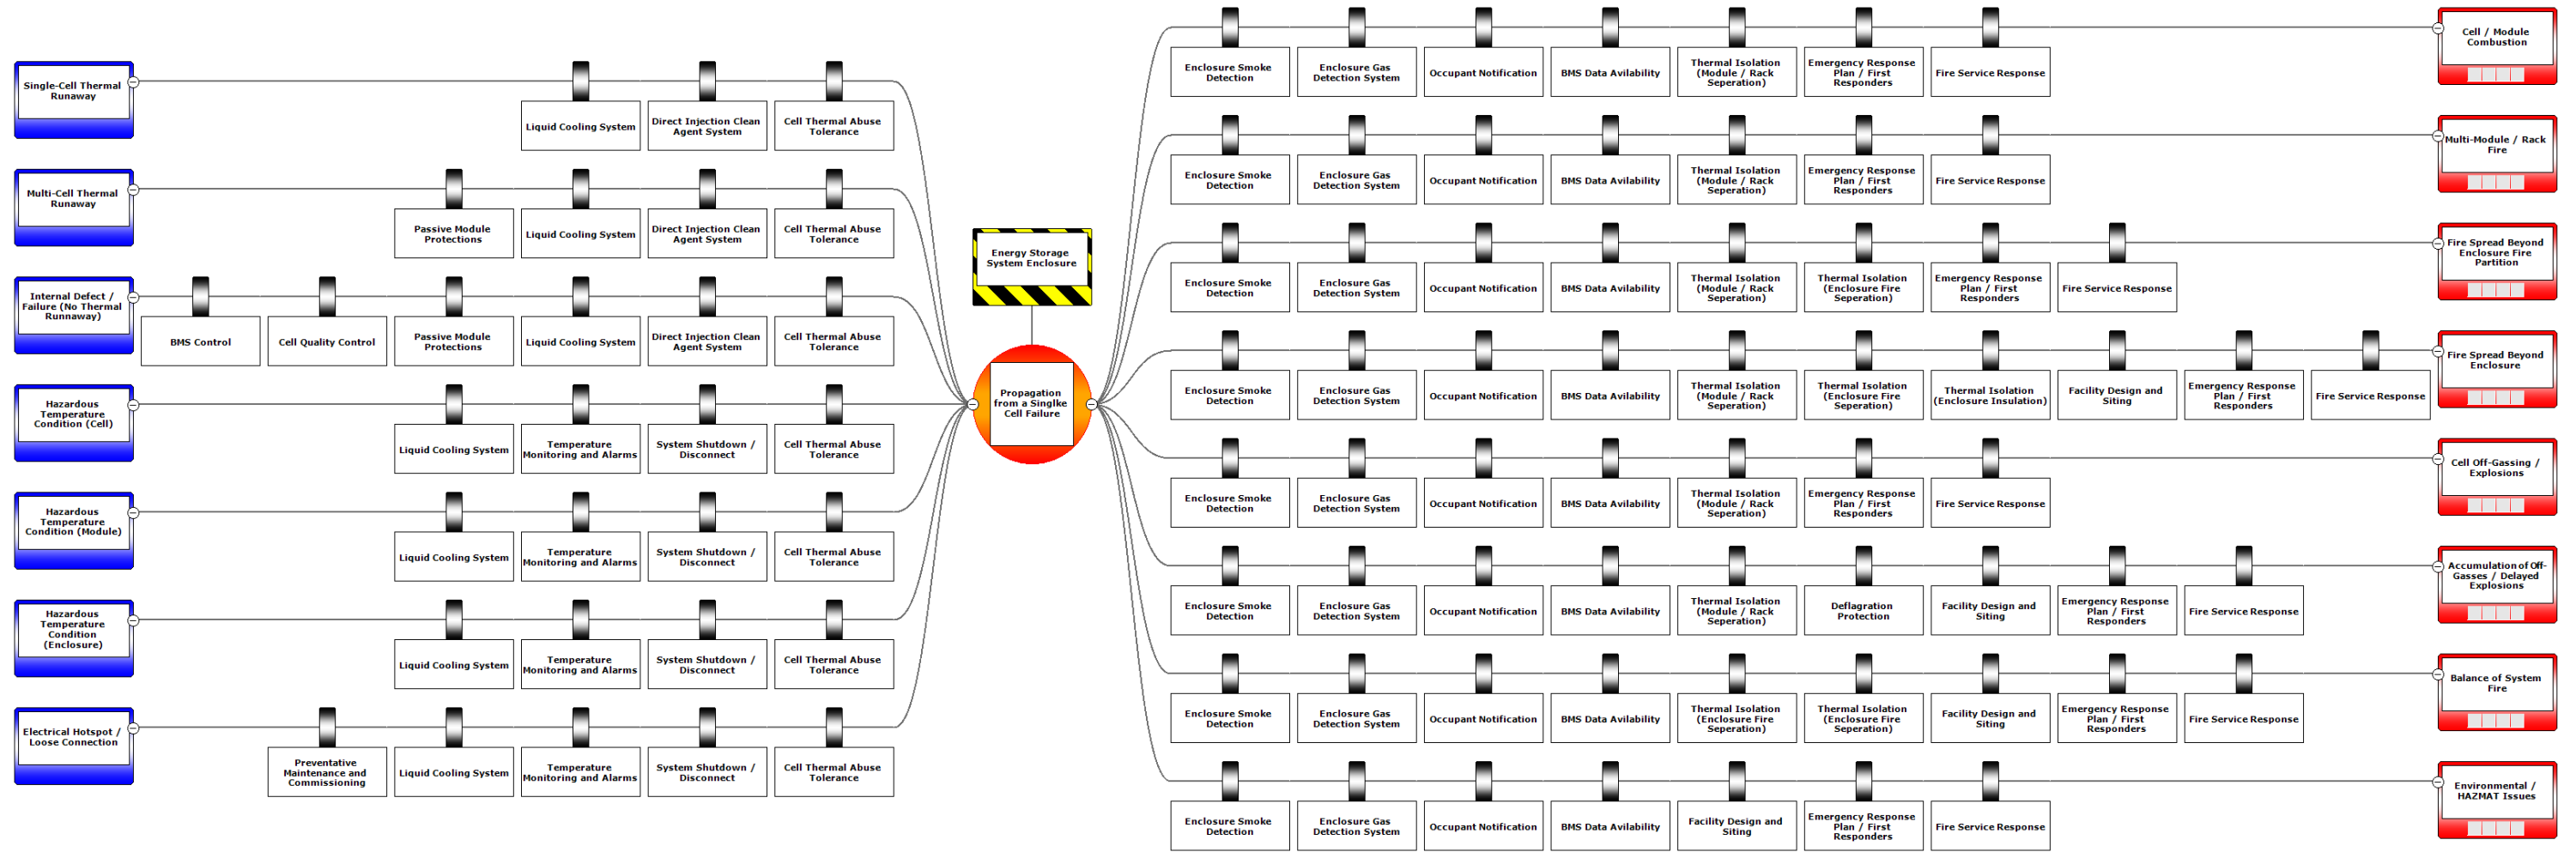 Single-Cell Thermal
Runaway
Liquid Cooling System
Direct Injection Clean
Agent System
Cell Thermal Abuse
Tolerance
Multi-Cell Thermal
Runaway
Passive Module
Protections
Liquid Cooling System
Direct Injection Clean
Agent System
Cell Thermal Abuse
Tolerance
Internal Defect /
Failure (No Thermal
Runnaway)
BMS Control
Cell Quality Control
Passive Module
Protections
Liquid Cooling System
Direct Injection Clean
Agent System
Cell Thermal Abuse
Tolerance
Hazardous
Temperature
Condition (Cell)
Liquid Cooling System
Temperature
Monitoring and Alarms
System Shutdown /
Disconnect
Cell Thermal Abuse
Tolerance
Hazardous
Temperature
Condition (Module)
Liquid Cooling System
Temperature
Monitoring and Alarms
System Shutdown /
Disconnect
Cell Thermal Abuse
Tolerance
Hazardous
Temperature
Condition
(Enclosure)
Liquid Cooling System
Temperature
Monitoring and Alarms
System Shutdown /
Disconnect
Cell Thermal Abuse
Tolerance
Electrical Hotspot /
Loose Connection
Preventative
Maintenance and
Commissioning
Liquid Cooling System
Temperature
Monitoring and Alarms
System Shutdown /
Disconnect
Cell Thermal Abuse
Tolerance
Energy Storage
System Enclosure
Propagation
from a Singlke
Cell Failure
Enclosure Smoke
Detection
Enclosure Gas
Detection System
Occupant Notification
BMS Data Avilability
Thermal Isolation
(Module / Rack
Seperation)
Emergency Response
Plan / First
Responders
Fire Service Response
Cell / Module
Combustion
Enclosure Smoke
Detection
Enclosure Gas
Detection System
Occupant Notification
BMS Data Avilability
Thermal Isolation
(Module / Rack
Seperation)
Emergency Response
Plan / First
Responders
Fire Service Response
Multi-Module / Rack
Fire
Enclosure Smoke
Detection
Enclosure Gas
Detection System
Occupant Notification
BMS Data Avilability
Thermal Isolation
(Module / Rack
Seperation)
Thermal Isolation
(Enclosure Fire
Seperation)
Emergency Response
Plan / First
Responders
Fire Service Response
Fire Spread Beyond
Enclosure Fire
Partition
Enclosure Smoke
Detection
Enclosure Gas
Detection System
Occupant Notification
BMS Data Avilability
Thermal Isolation
(Module / Rack
Seperation)
Thermal Isolation
(Enclosure Fire
Seperation)
Thermal Isolation
(Enclosure Insulation)
Facility Design and
Siting
Emergency Response
Plan / First
Responders
Fire Service Response
Fire Spread Beyond
Enclosure
Enclosure Smoke
Detection
Enclosure Gas
Detection System
Occupant Notification
BMS Data Avilability
Thermal Isolation
(Module / Rack
Seperation)
Emergency Response
Plan / First
Responders
Fire Service Response
Cell Off-Gassing /
Explosions
Enclosure Smoke
Detection
Enclosure Gas
Detection System
Occupant Notification
BMS Data Avilability
Thermal Isolation
(Module / Rack
Seperation)
Deflagration
Protection
Facility Design and
Siting
Emergency Response
Plan / First
Responders
Fire Service Response
Accumulation of Off-
Gasses / Delayed
Explosions
Enclosure Smoke
Detection
Enclosure Gas
Detection System
Occupant Notification
BMS Data Avilability
Thermal Isolation
(Enclosure Fire
Seperation)
Thermal Isolation
(Enclosure Fire
Seperation)
Facility Design and
Siting
Emergency Response
Plan / First
Responders
Fire Service Response
Balance of System
Fire
Enclosure Smoke
Detection
Enclosure Gas
Detection System
Occupant Notification
BMS Data Avilability
Facility Design and
Siting
Emergency Response
Plan / First
Responders
Fire Service Response
Environmental /
HAZMAT Issues